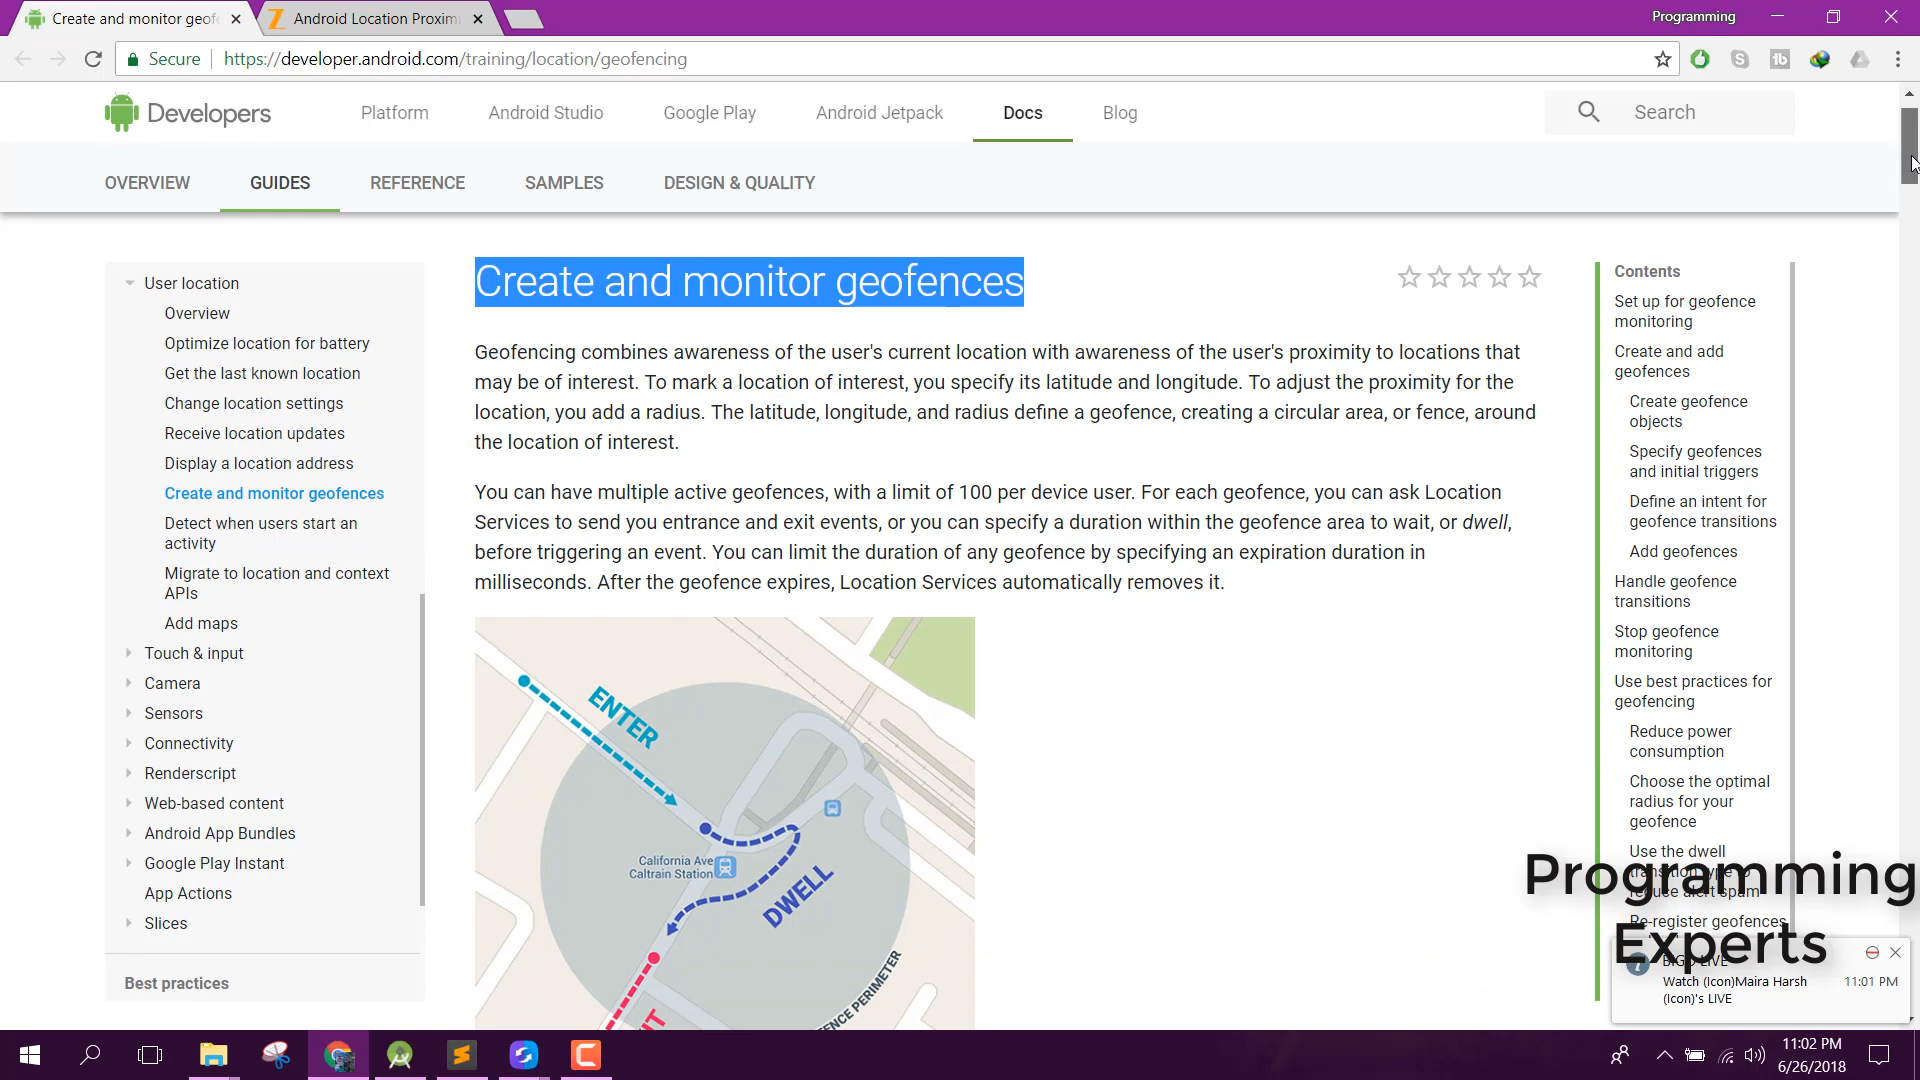 Create and monitor geof
Android Location Proxim
Programming
Secure
https://developer.android.com/training/location/geofencing
Developers
Platform
Android Studio
Google Play
Android Jetpack
Docs
Blog
Search
OVERVIEW
GUIDES
REFERENCE
SAMPLES
DESIGN & QUALITY
User location
Overview
Optimize location for battery
Get the last known location
Change location settings
Receive location updates
Display a location address
Create and monitor geofences
Detect when users start an
activity
Migrate to location and context
APIs
Add maps
Touch & input
Camera
Sensors
Connectivity
Renderscript
Web-based content
Android App Bundles
Google Play Instant
App Actions
Slices
Best practices
Create and monitor geofences
Geofencing combines awareness of the user's current location with awareness of the user's proximity to locations that
may be of interest. To mark a location of interest, you specify its latitude and longitude. To adjust the proximity for the
location, you add a radius. The latitude, longitude, and radius define a geofence, creating a circular area, or fence, around
the location of interest.
You can have multiple active geofences, with a limit of 100 per device user. For each geofence, you can ask Location
Services to send you entrance and exit events, or you can specify a duration within the geofence area to wait, or dwell,
before triggering an event. You can limit the duration of any geofence by specifying an expiration duration in
milliseconds. After the geofence expires, Location Services automatically removes it.
ENTER
California Ave
Caltrain Station
DWELL
ENCE PERIMETER
Contents
Set up for geofence
monitoring
Create and add
geofences
Create geofence
objects
Specify geofences
and initial triggers
Define an intent for
geofence transitions
Add geofences
Handle geofence
transitions
Stop geofence
monitoring
Use best practices for
geofencing
Reduce power
consumption
Choose the optimal
radius for your
geofence
Use the dwell
transition type to
reduce alert spam
Re-register geofences
Programming
Experts
BIGO LIVE
Watch (Icon)Maira Harsh
(Icon)'s LIVE
11:01 PM
11:02 PM
6/26/2018